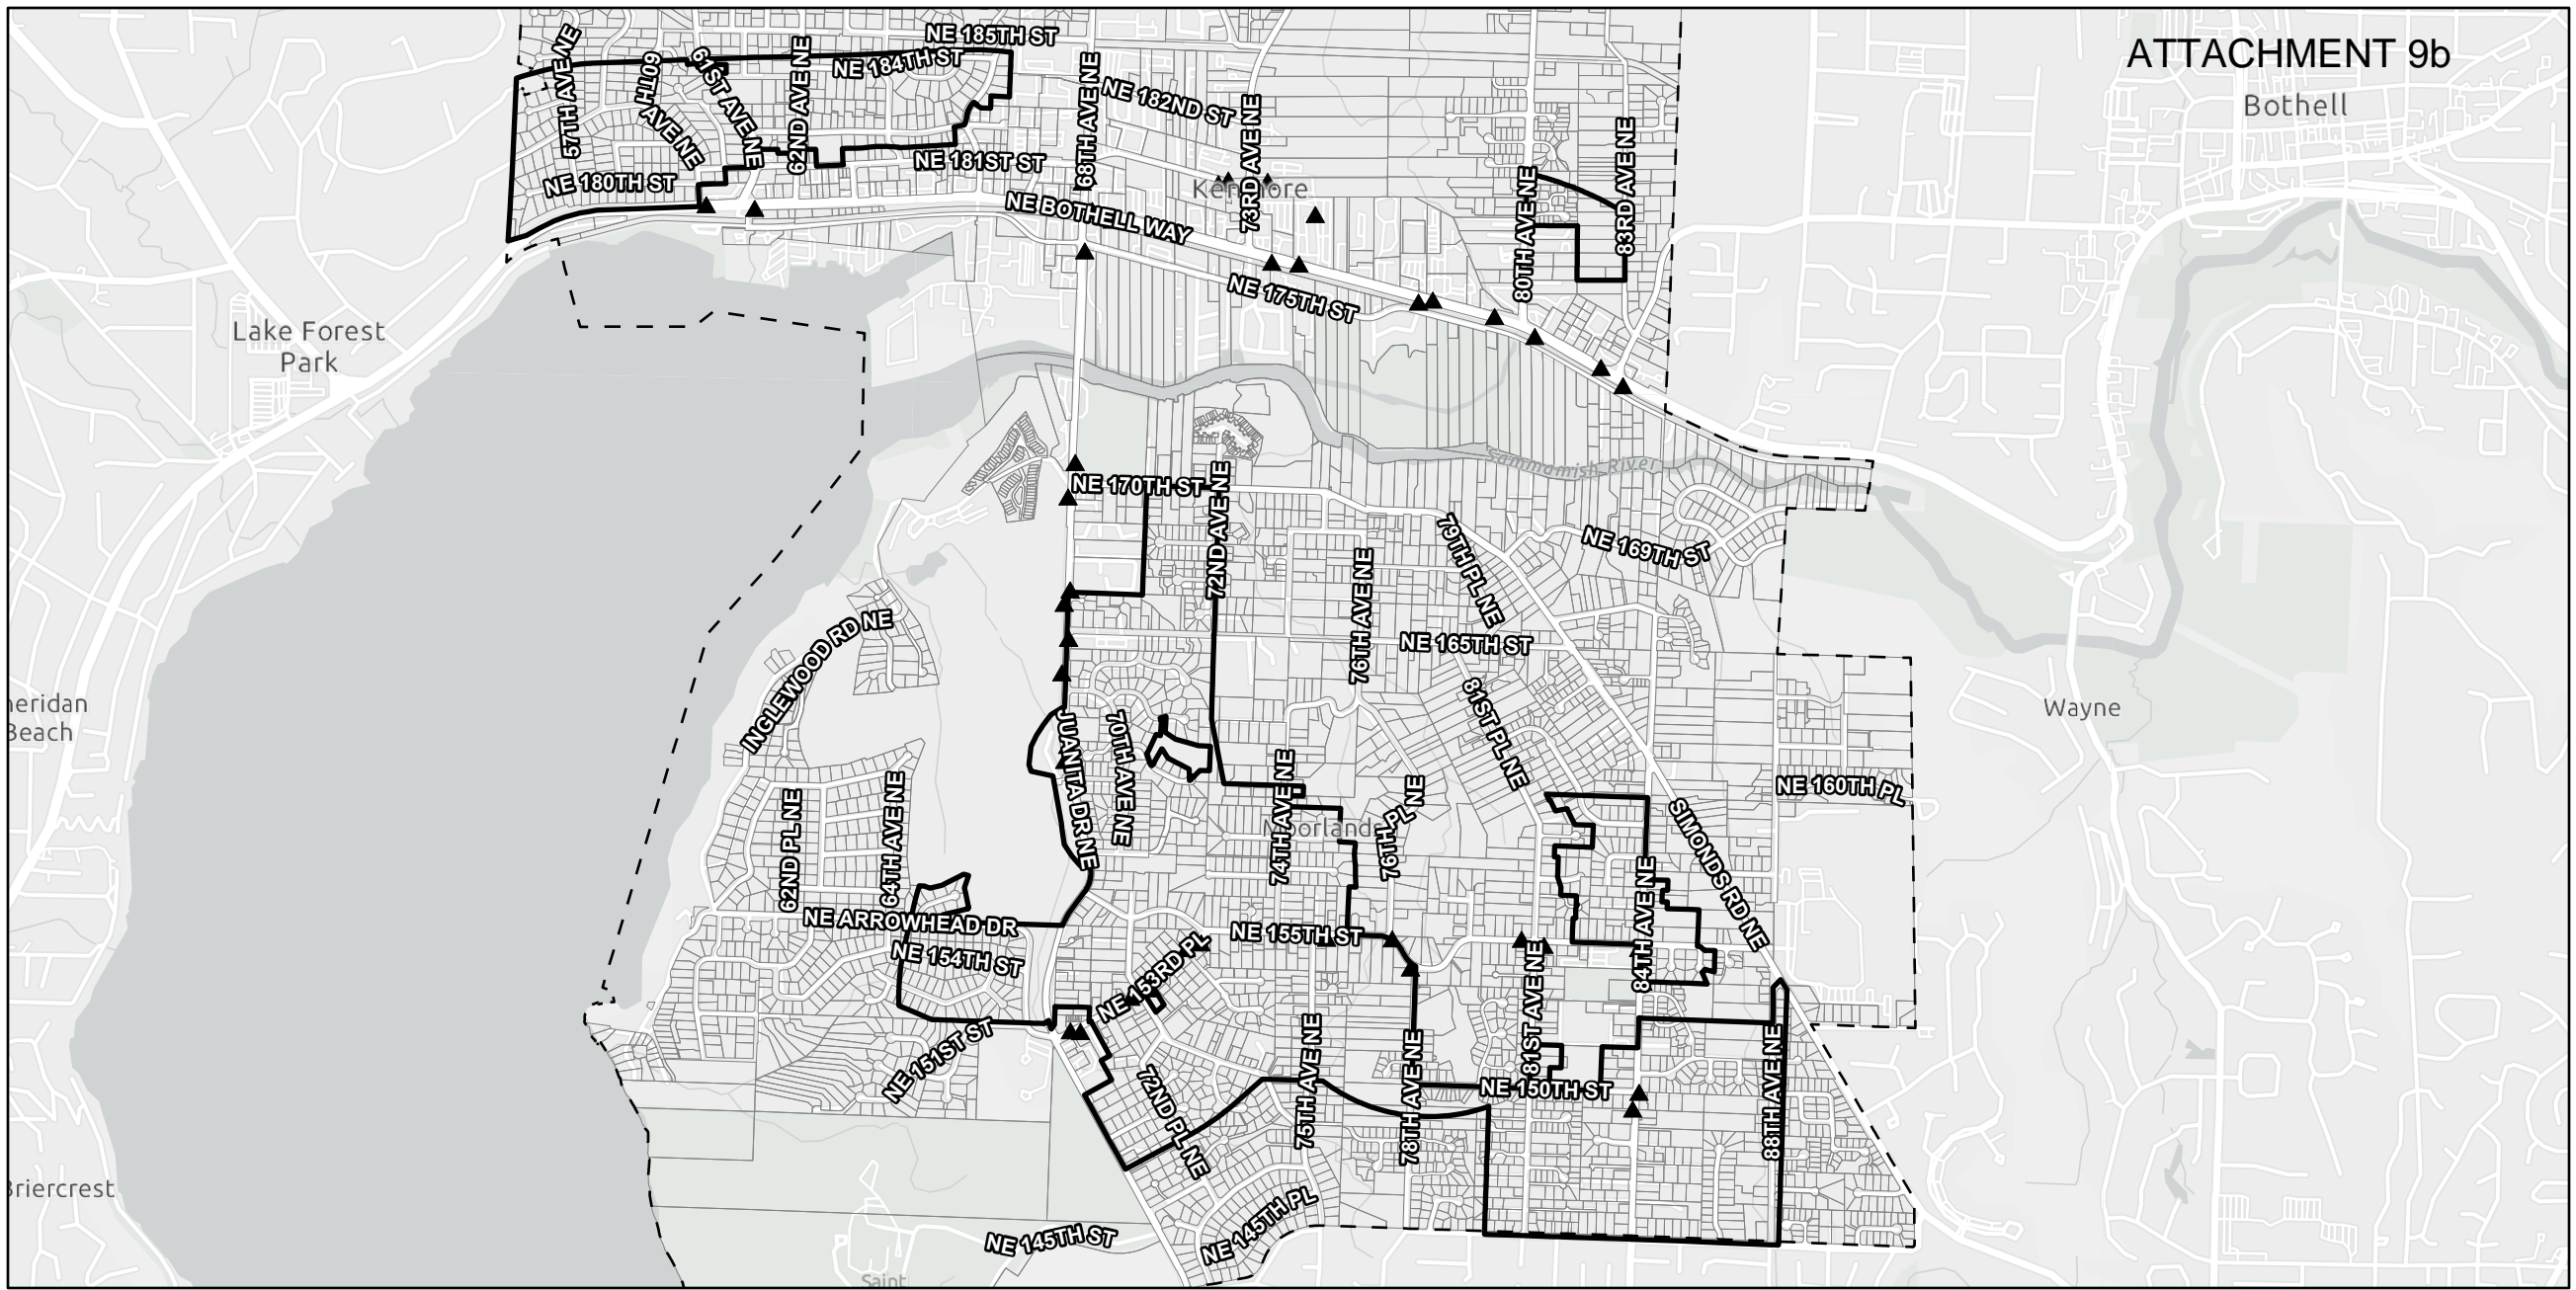 ATTACHMENT 9b
Bothell
NE 185TH ST
NE 184TH ST
57TH AVE NE
60TH
AVE NE
61ST AVE NE
62ND AVE NE
68TH AVE NE
NE 182ND ST
73RD AVE NE
83RD AVE NE
NE 181ST ST
NE 180TH ST
Kenmore
80TH AVE NE
NE BOTHELL WAY
NE 175TH ST
Lake Forest
Park
Sammamish River
NE 170TH ST
72ND AVE NE
79TH PL NE
NE 169TH ST
76TH AVE NE
INGLEWOOD RD NE
NE 165TH ST
81ST PL NE
Wayne
heridan
Beach
JUANITA DR NE
70TH AVE NE
74TH AVE NE
NE 160TH PL
62ND PL NE
64TH AVE NE
Moorlands
76TH PL NE
SIMONDS RD NE
84TH AVE NE
NE ARROWHEAD DR
NE 155TH ST
NE 154TH ST
NE 153RD PL
81ST AVE NE
NE 151ST ST
75TH AVE NE
78TH AVE NE
88TH AVE NE
72ND PL NE
NE 150TH ST
Briercrest
NE 145TH PL
NE 145TH ST
Saint